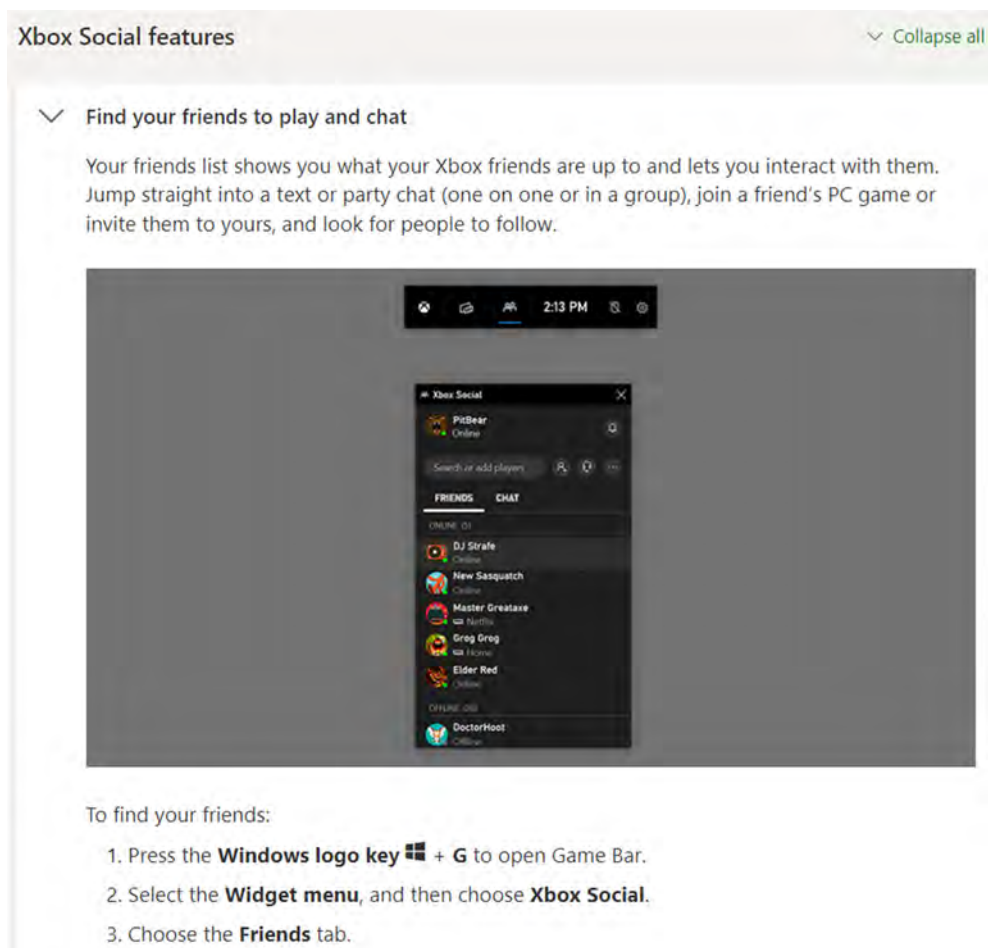 Xbox Social features
Collapse all
Find your friends to play and chat
Your friends list shows you what your Xbox friends are up to and lets you interact with them.
Jump straight into a text or party chat (one on one or in a group), join a friend's PC game or
invite them to yours, and look for people to follow.
2:13 PM
Xbox Social
PitBear
Online
Search or add players
FRIENDS CHAT
ONLINE (5)
DJ Strafe
Online
New Sasquatch
Online
Master Greataxe
Netflix
Grog Grog
Home
Elder Red
Online
OFFLINE
DoctorHoot
Offline
To find your friends:
1. Press the Windows logo key + G to open Game Bar.
2. Select the Widget menu, and then choose Xbox Social.
3. Choose the Friends tab.